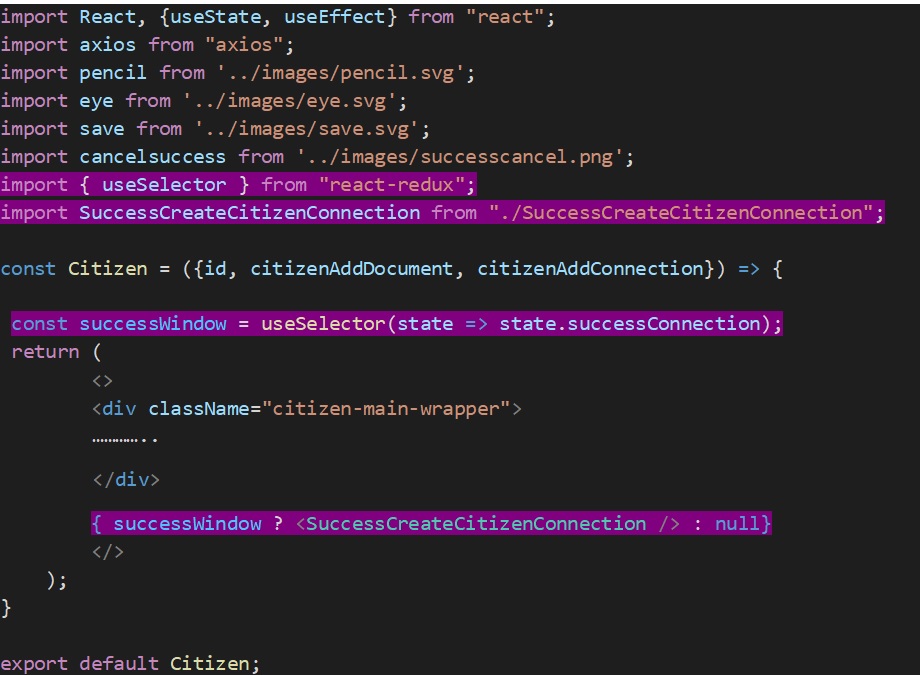 import React, {useState, useEffect} from "react";
import axios from "axios";
import pencil from '../images/pencil.svg';
import eye from '../images/eye.svg';
import save from '../images/save.svg';
import cancelsuccess from '../images/successcancel.png';
import { useSelector } from "react-redux";
import SuccessCreateCitizenConnection from "./SuccessCreateCitizenConnection";
const Citizen = ({id, citizenAddDocument, citizenAddConnection}) => {
const successWindow = useSelector(state => state.successConnection);
return (
<>
<div className="citizen-main-wrapper">
…………..
</div>
{ successWindow ? <SuccessCreateCitizenConnection /> : null}
</>
);
}
export default Citizen;